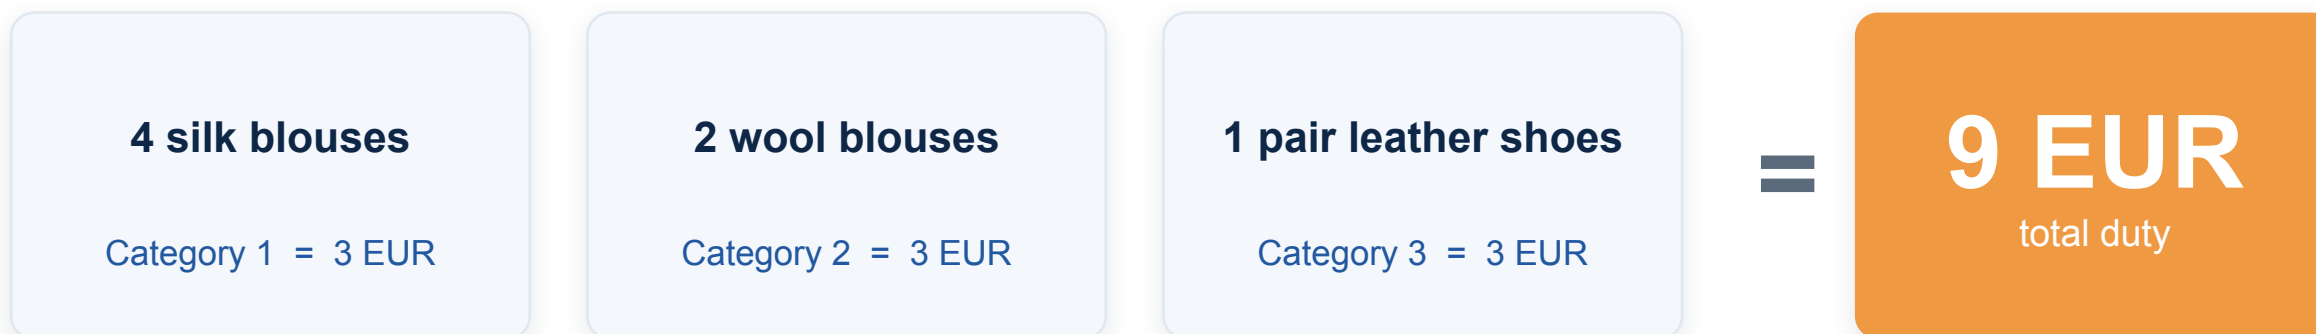 4 silk blouses
Category 1 = 3 EUR
2 wool blouses
Category 2 = 3 EUR
1 pair leather shoes
Category 3 = 3 EUR
=
9 EUR
total duty